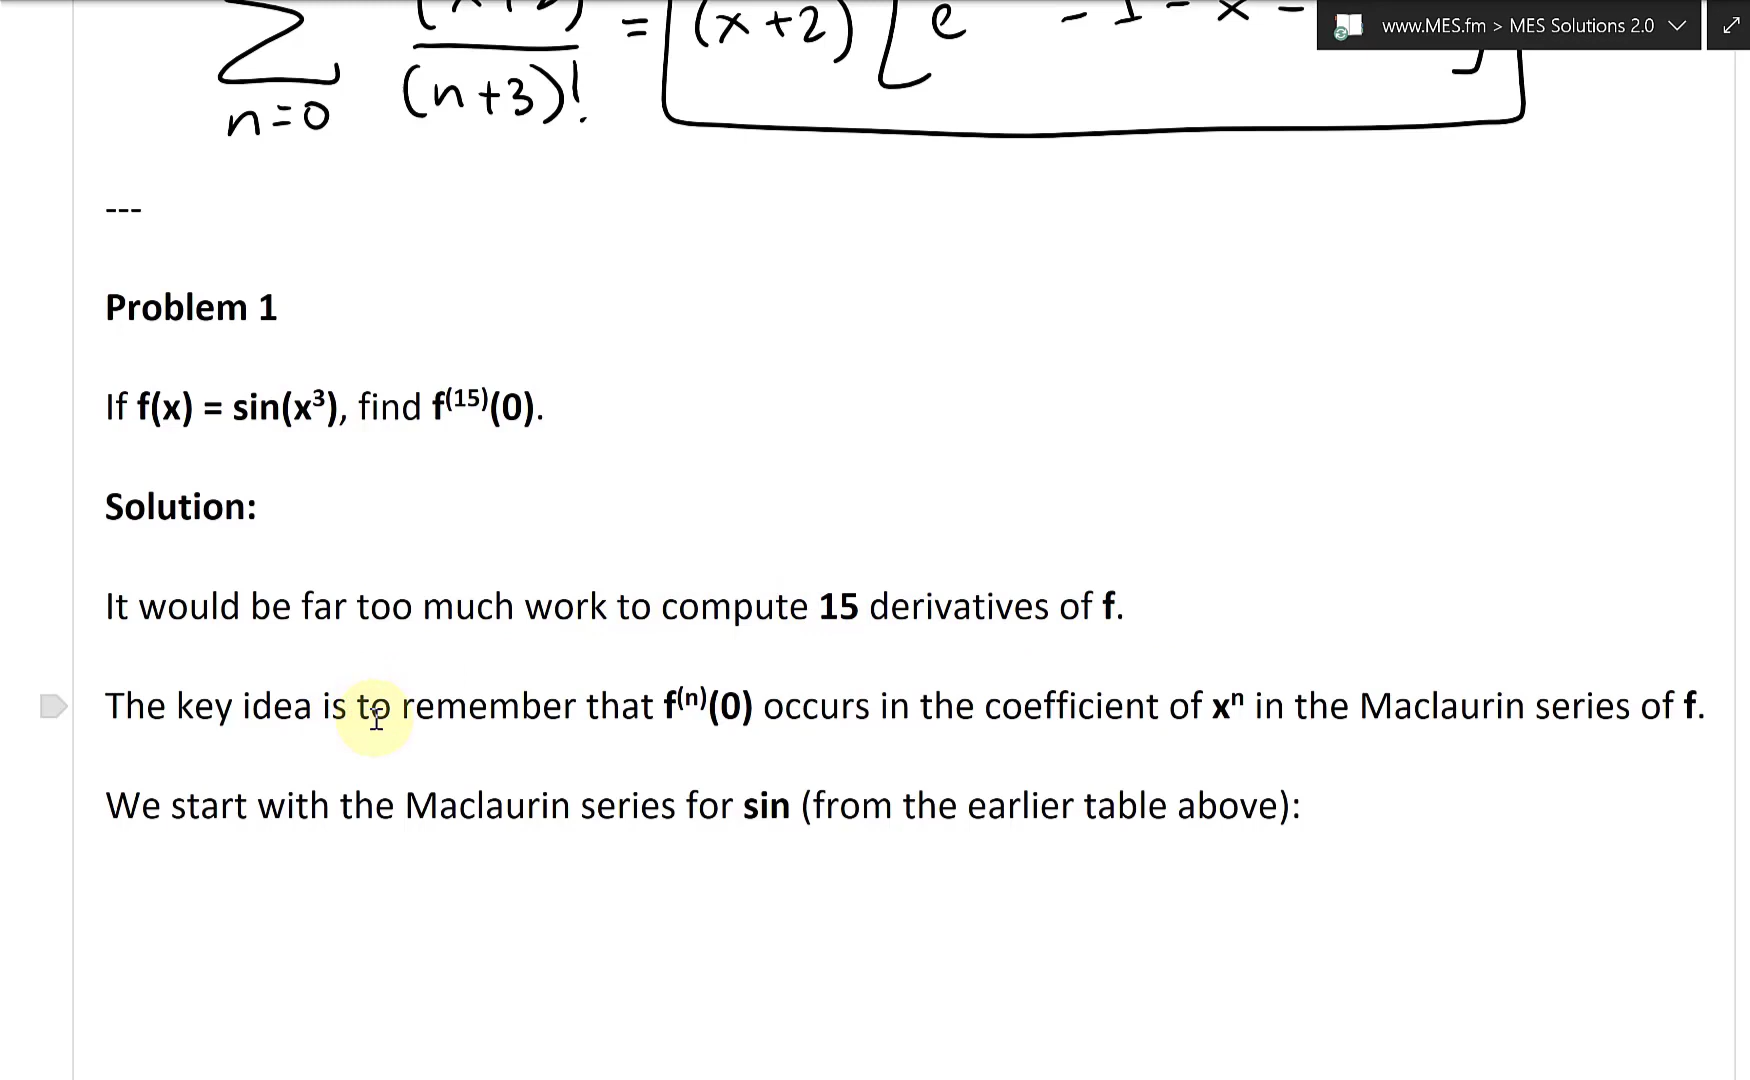 www.MES.fm > MES Solutions 2.0
∑ n=0 (n+3)! = (x+2) [e - 1 - x -
---
Problem 1
If f(x) = sin(x³), find f⁽¹⁵⁾(0).
Solution:
It would be far too much work to compute 15 derivatives of f.
The key idea is to remember that f⁽ⁿ⁾(0) occurs in the coefficient of xⁿ in the Maclaurin series of f.
We start with the Maclaurin series for sin (from the earlier table above):